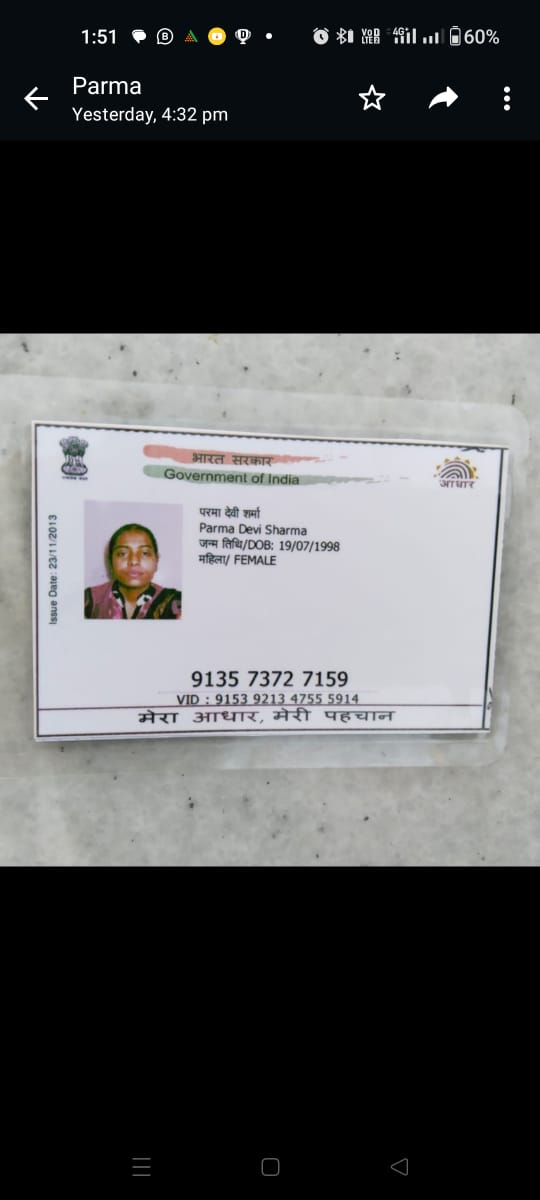 1:51
60%
Parma
Yesterday, 4:32 pm
भारत सरकार
Government of India
आधार
Issue Date: 23/11/2013
परमा देवी शर्मा
Parma Devi Sharma
जन्म तिथि/DOB: 19/07/1998
महिला/ FEMALE
9135 7372 7159
VID : 9153 9213 4755 5914
मेरा आधार, मेरी पहचान